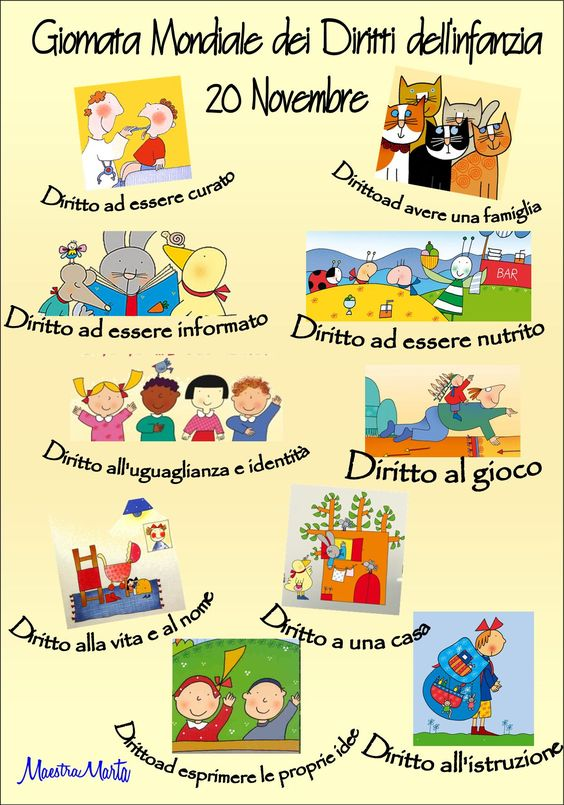 Giornata Mondiale dei Diritti dell'infanzia
20 Novembre
Diritto ad essere curato
Dirittoad avere una famiglia
Diritto ad essere informato
BAR
Diritto ad essere nutrito
Diritto all'uguaglianza e identità
Diritto al gioco
Diritto alla vita e al nome
Diritto a una casa
Dirittoad esprimere le proprie idee
Diritto all'istruzione
MaestraMarta